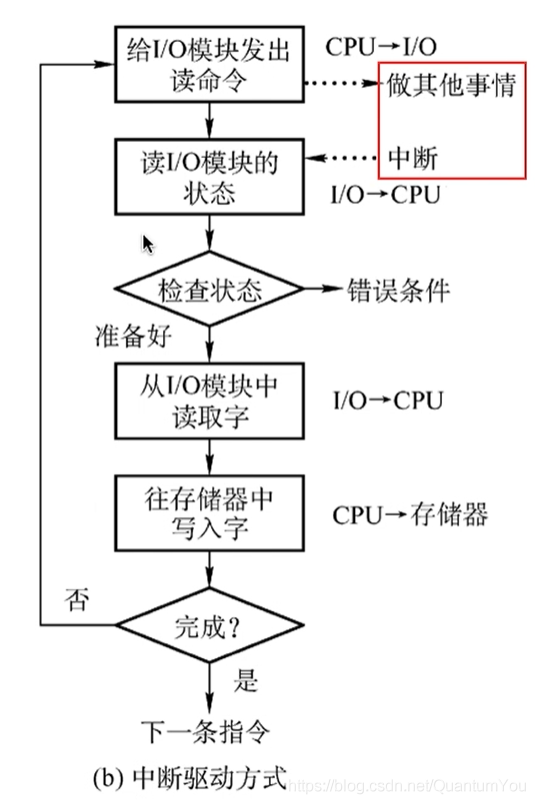 给I/O模块发出
读命令
CPU→I/O
做其他事情
读I/O模块的
状态
中断
I/O→CPU
检查状态
错误条件
准备好
从I/O模块中
读取字
I/O→CPU
往存储器中
写入字
CPU→存储器
否
完成?
是
下一条指令
(b) 中断驱动方式
https://blog.csdn.net/QuantumYou